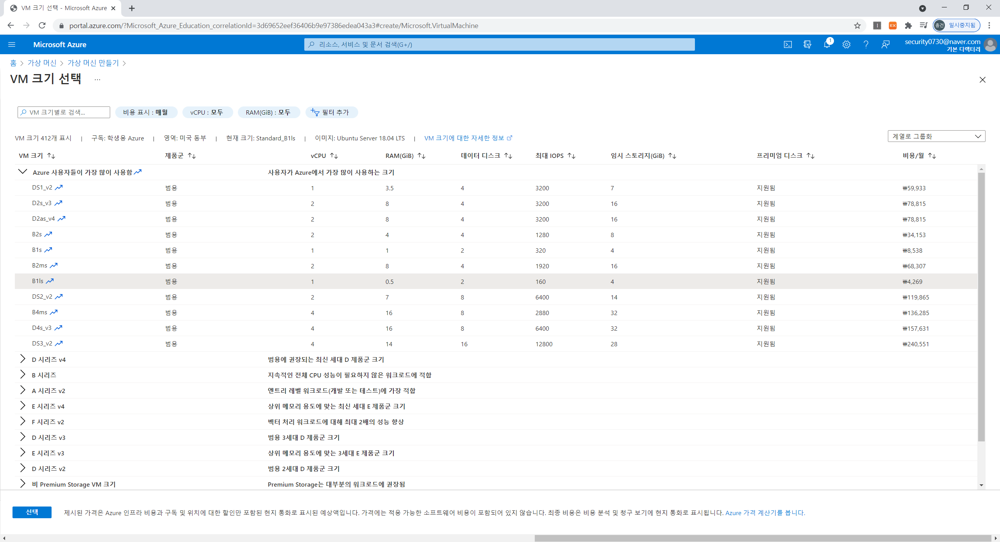 VM 크기 선택 - Microsoft Azure
portal.azure.com/?Microsoft_Azure_Education_correlationId=3d69652eef36406b9e97386edea043a3#create/Microsoft.VirtualMachine
EX
충건 일시중지됨
Microsoft Azure
리소스, 서비스 및 문서 검색(G+/)
1
security0730@naver.com
기본 디렉터리
홈 > 가상 머신 > 가상 머신 만들기 >
VM 크기 선택 ...
VM 크기별로 검색...
비용 표시 : 매월
vCPU : 모두
RAM(GiB) : 모두
필터 추가
VM 크기 412개 표시 | 구독: 학생용 Azure | 영역: 미국 동부 | 현재 크기: Standard_B1ls | 이미지: Ubuntu Server 18.04 LTS | VM 크기에 대한 자세한 정보
계열로 그룹화
VM 크기 제품군 vCPU RAM(GiB) 데이터 디스크 최대 IOPS 임시 스토리지(GiB) 프리미엄 디스크 비용/월
Azure 사용자들이 가장 많이 사용함 사용자가 Azure에서 가장 많이 사용하는 크기
DS1_v2 범용 1 3.5 4 3200 7 지원됨 ₩59,933
D2s_v3 범용 2 8 4 3200 16 지원됨 ₩78,815
D2as_v4 범용 2 8 4 3200 16 지원됨 ₩78,815
B2s 범용 2 4 4 1280 8 지원됨 ₩34,153
B1s 범용 1 1 2 320 4 지원됨 ₩8,538
B2ms 범용 2 8 4 1920 16 지원됨 ₩68,307
B1ls 범용 1 0.5 2 160 4 지원됨 ₩4,269
DS2_v2 범용 2 7 8 6400 14 지원됨 ₩119,865
B4ms 범용 4 16 8 2880 32 지원됨 ₩136,285
D4s_v3 범용 4 16 8 6400 32 지원됨 ₩157,631
DS3_v2 범용 4 14 16 12800 28 지원됨 ₩240,551
D 시리즈 v4 범용에 권장되는 최신 세대 D 제품군 크기
B 시리즈 지속적인 전체 CPU 성능이 필요하지 않은 워크로드에 적합
A 시리즈 v2 엔트리 레벨 워크로드(개발 또는 테스트)에 가장 적합
E 시리즈 v4 상위 메모리 용도에 맞는 최신 세대 E 제품군 크기
F 시리즈 v2 벡터 처리 워크로드에 대해 최대 2배의 성능 향상
D 시리즈 v3 범용 3세대 D 제품군 크기
E 시리즈 v3 상위 메모리 용도에 맞는 3세대 E 제품군 크기
D 시리즈 v2 범용 2세대 D 제품군 크기
비 Premium Storage VM 크기 Premium Storage는 대부분의 워크로드에 권장됨
선택
제시된 가격은 Azure 인프라 비용과 구독 및 위치에 대한 할인만 포함된 현지 통화로 표시된 예상액입니다. 가격에는 적용 가능한 소프트웨어 비용이 포함되어 있지 않습니다. 최종 비용은 비용 분석 및 청구 보기에 현지 통화로 표시됩니다. Azure 가격 계산기를 봅니다.